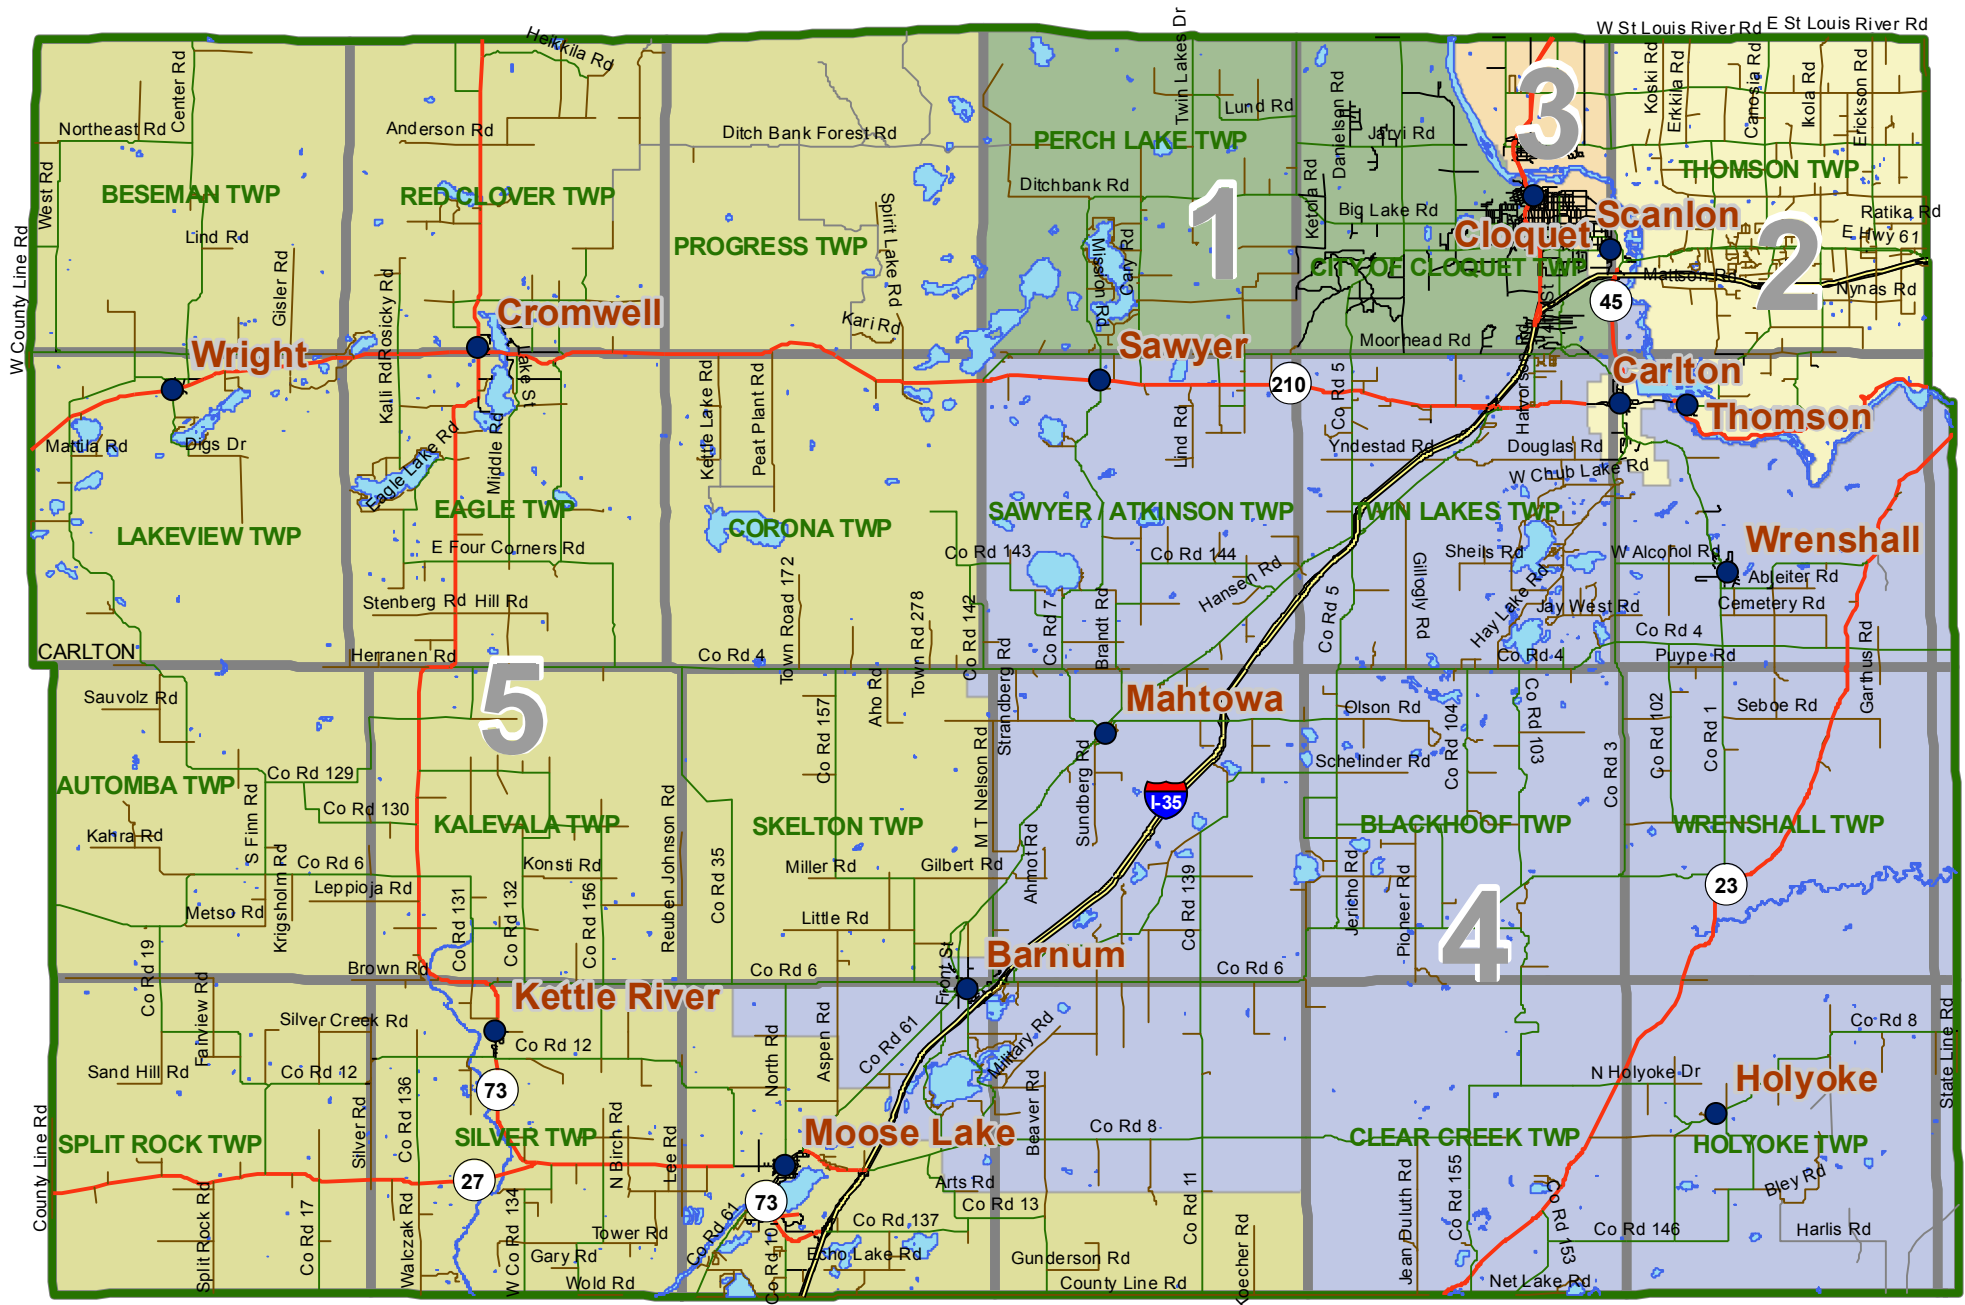 W St Louis River Rd
E St Louis River Rd
Heikkila Rd
Center Rd
Twin Lakes Dr
Lund Rd
Danielson Rd
Koski Rd
Erkkila Rd
Canosia Rd
Ikola Rd
Erickson Rd
3
Northeast Rd
Anderson Rd
Ditch Bank Forest Rd
PERCH LAKE TWP
Jarvi Rd
THOMSON TWP
West Rd
BESEMAN TWP
RED CLOVER TWP
Ditchbank Rd
Ketola Rd
Big Lake Rd
Scanlon
Ratika Rd
Lind Rd
PROGRESS TWP
Spirit Lake Rd
1
Cloquet
E Hwy 61
2
W County Line Rd
Gisler Rd
Kalli Rd
Rosicky Rd
Mission Rd
Cary Rd
CITY OF CLOQUET TWP
Mattson Rd
Nynas Rd
45
Cromwell
Kari Rd
14th St
Moorhead Rd
Wright
Sawyer
Lake St
Kettle Lake Rd
Peat Plant Rd
210
Co Rd 5
Halvorson Rd
Carlton
Thomson
Mattila Rd
Digs Dr
Eagle Lake Rd
Middle Rd
Lind Rd
Yndestad Rd
Douglas Rd
W Chub Lake Rd
LAKEVIEW TWP
EAGLE TWP
CORONA TWP
SAWYER / ATKINSON TWP
TWIN LAKES TWP
Wrenshall
E Four Corners Rd
Co Rd 143
Co Rd 144
Hansen Rd
Sheils Rd
W Alcohol Rd
Ableiter Rd
Stenberg Rd
Hill Rd
Town Road 172
Town Rd 278
Co Rd 142
Co Rd 7
Brandt Rd
Co Rd 5
Gillogly Rd
Hay Lake Rd
Jay West Rd
Cemetery Rd
Co Rd 4
CARLTON
Herranen Rd
Co Rd 4
Co Rd 4
Puype Rd
Garthus Rd
Sauvolz Rd
5
Aho Rd
Strandberg Rd
Mahtowa
Olson Rd
Co Rd 104
Co Rd 103
Co Rd 102
Co Rd 1
Seboe Rd
AUTOMBA TWP
Co Rd 129
Co Rd 157
M T Nelson Rd
Sundberg Rd
Schelinder Rd
Co Rd 3
Co Rd 130
I-35
Kahra Rd
S Finn Rd
KALEVALA TWP
Reuben Johnson Rd
SKELTON TWP
BLACKHOOF TWP
WRENSHALL TWP
Krigsholm Rd
Co Rd 6
Leppioja Rd
Konsti Rd
Co Rd 35
Miller Rd
Gilbert Rd
Ahmot Rd
Co Rd 139
Jericho Rd
Pioneer Rd
23
Metso Rd
Co Rd 131
Co Rd 132
Co Rd 156
Little Rd
4
Co Rd 19
Brown Rd
Co Rd 6
Front St
Barnum
Co Rd 6
Fairview Rd
Kettle River
Silver Creek Rd
State Line Rd
Co Rd 8
Sand Hill Rd
Co Rd 12
Co Rd 12
North Rd
Aspen Rd
Co Rd 61
Military Rd
N Holyoke Dr
Holyoke
73
County Line Rd
SPLIT ROCK TWP
Silver Rd
Co Rd 136
SILVER TWP
N Birch Rd
Lee Rd
Moose Lake
Beaver Rd
Co Rd 8
CLEAR CREEK TWP
HOLYOKE TWP
27
73
Arts Rd
Co Rd 13
Co Rd 11
Jean Duluth Rd
Co Rd 155
Co Rd 153
Bley Rd
Split Rock Rd
Co Rd 17
Walczak Rd
W Co Rd 134
Tower Rd
Gary Rd
Wold Rd
Co Rd 61
Co Rd 10
Co Rd 137
Echo Lake Rd
Gunderson Rd
County Line Rd
Koecher Rd
Co Rd 146
Harlis Rd
Net Lake Rd